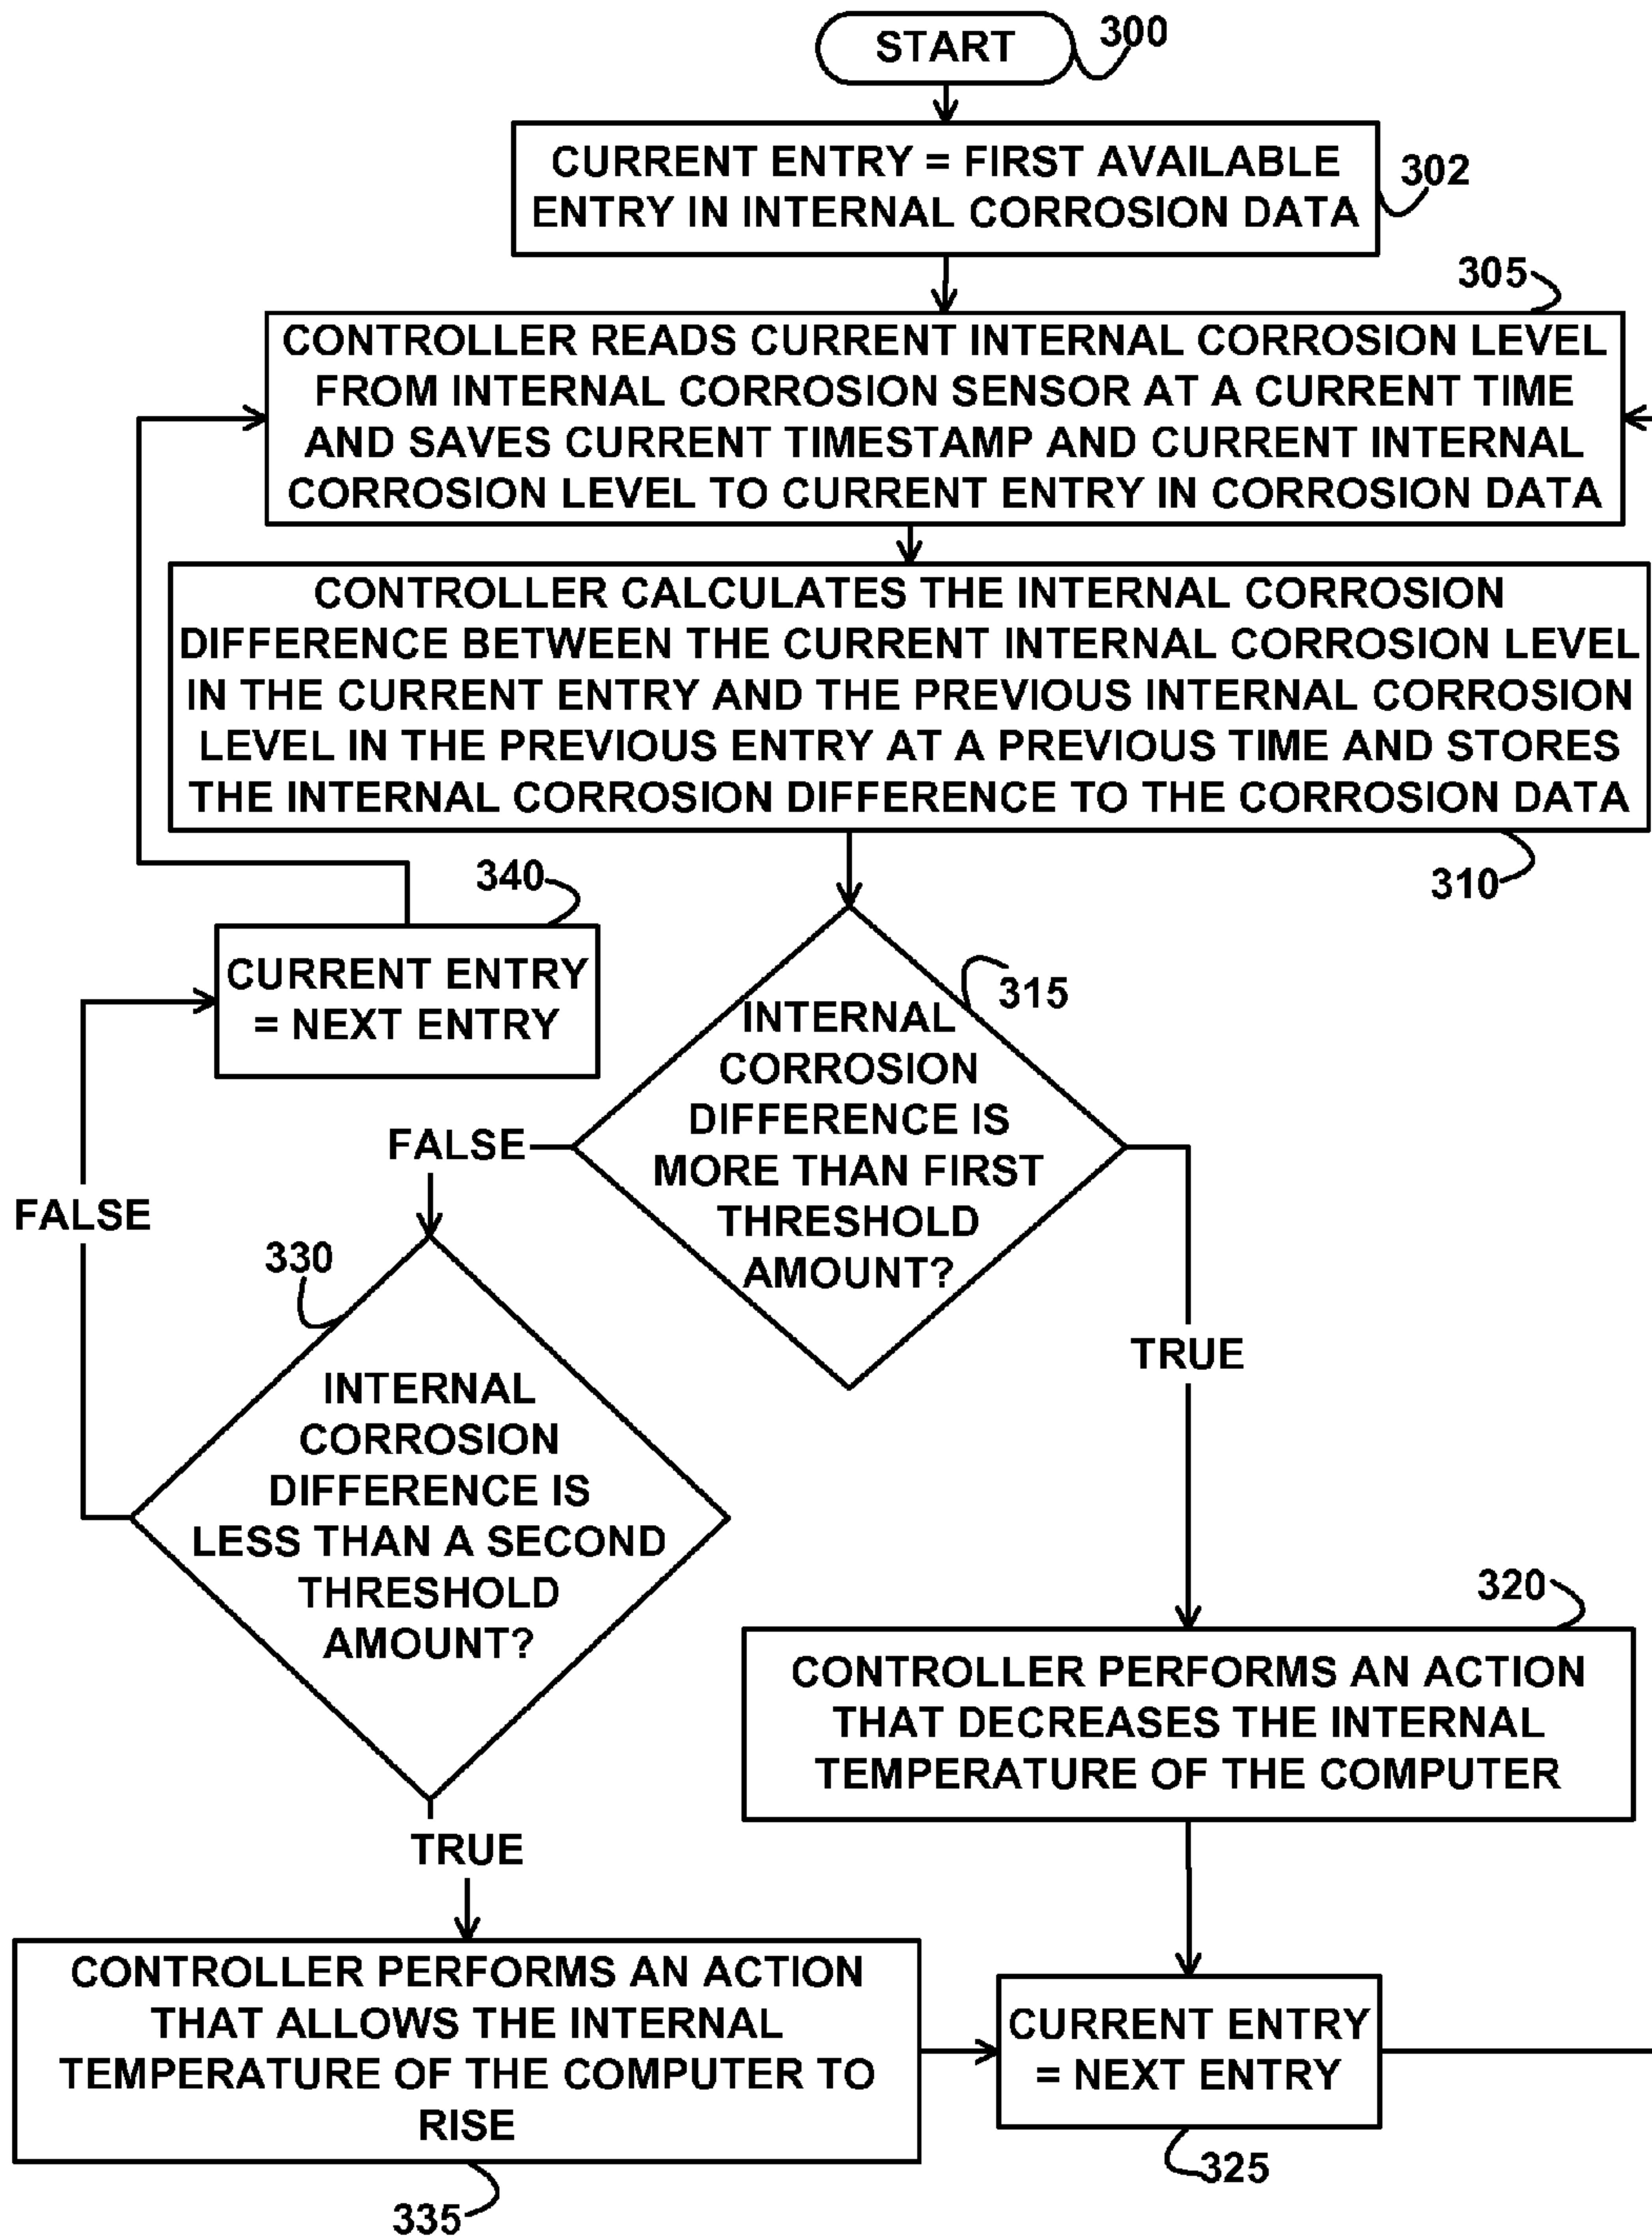 START
300
CURRENT ENTRY = FIRST AVAILABLE
ENTRY IN INTERNAL CORROSION DATA
302
305
CONTROLLER READS CURRENT INTERNAL CORROSION LEVEL
FROM INTERNAL CORROSION SENSOR AT A CURRENT TIME
AND SAVES CURRENT TIMESTAMP AND CURRENT INTERNAL
CORROSION LEVEL TO CURRENT ENTRY IN CORROSION DATA
CONTROLLER CALCULATES THE INTERNAL CORROSION
DIFFERENCE BETWEEN THE CURRENT INTERNAL CORROSION LEVEL
IN THE CURRENT ENTRY AND THE PREVIOUS INTERNAL CORROSION
LEVEL IN THE PREVIOUS ENTRY AT A PREVIOUS TIME AND STORES
THE INTERNAL CORROSION DIFFERENCE TO THE CORROSION DATA
310
340
CURRENT ENTRY
= NEXT ENTRY
315
INTERNAL
CORROSION
DIFFERENCE IS
MORE THAN FIRST
THRESHOLD
AMOUNT?
FALSE
FALSE
TRUE
330
INTERNAL
CORROSION
DIFFERENCE IS
LESS THAN A SECOND
THRESHOLD
AMOUNT?
TRUE
320
CONTROLLER PERFORMS AN ACTION
THAT DECREASES THE INTERNAL
TEMPERATURE OF THE COMPUTER
CONTROLLER PERFORMS AN ACTION
THAT ALLOWS THE INTERNAL
TEMPERATURE OF THE COMPUTER TO
RISE
335
CURRENT ENTRY
= NEXT ENTRY
325